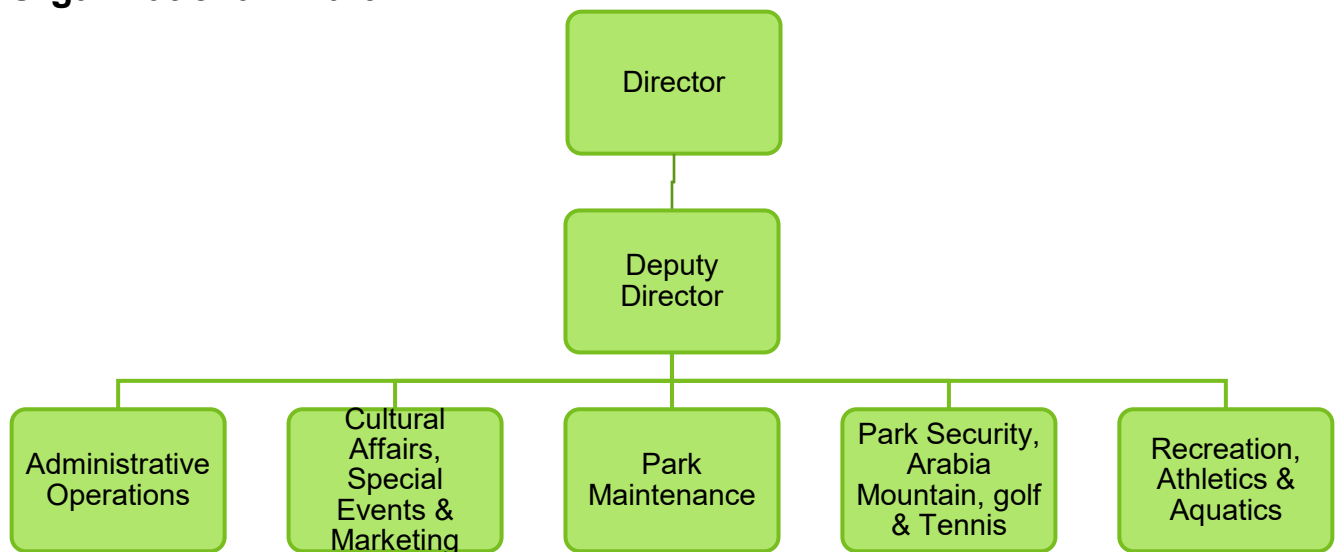 Director
Deputy
Director
Administrative
Operations
Cultural
Affairs,
Special
Events &
Marketing
Park
Maintenance
Park Security,
Arabia
Mountain, golf
& Tennis
Recreation,
Athletics &
Aquatics